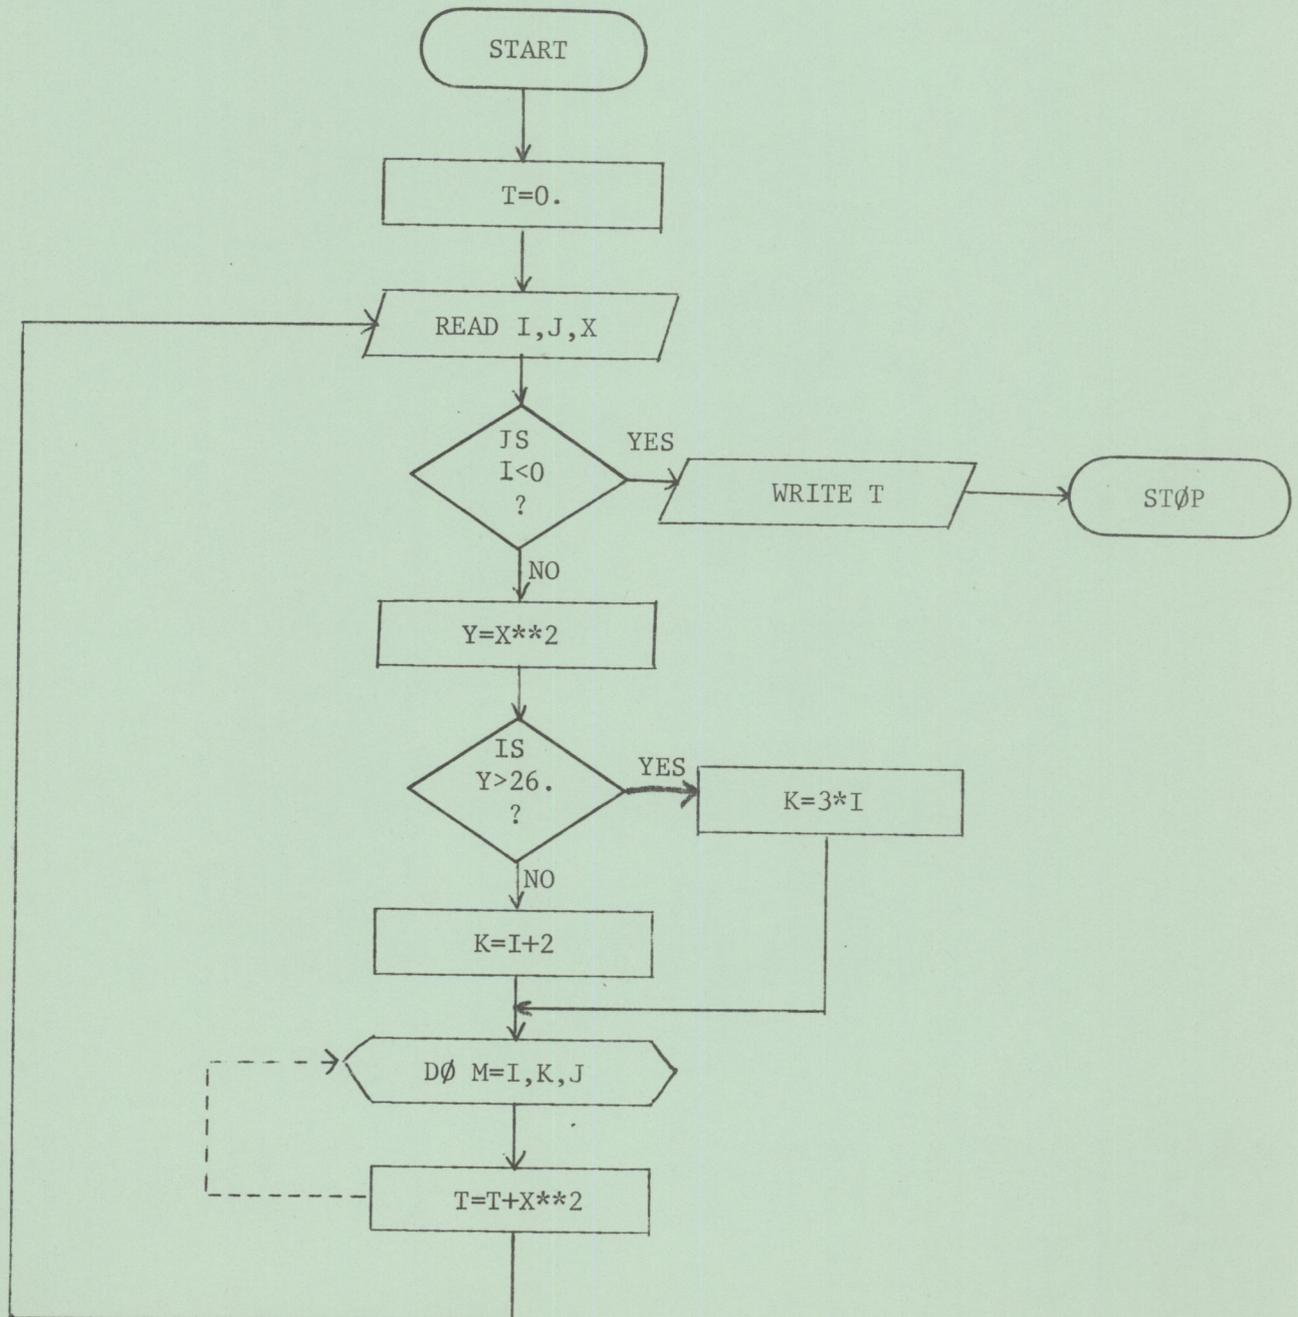 START
T=0.
READ I,J,X
JS
I<0
?
YES
WRITE T
STØP
NO
Y=X**2
IS
Y>26.
?
YES
K=3*I
NO
K=I+2
DØ M=I,K,J
T=T+X**2